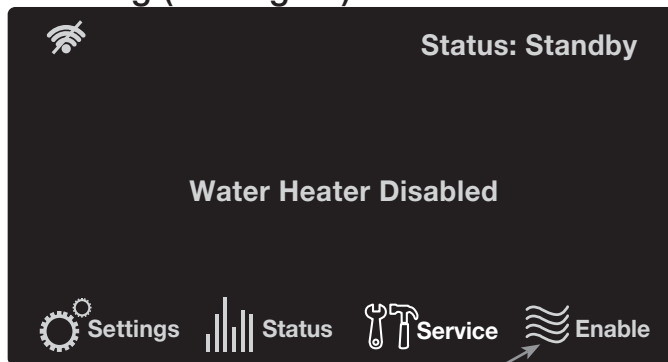 Status: Standby
Water Heater Disabled
Settings Status Service Enable